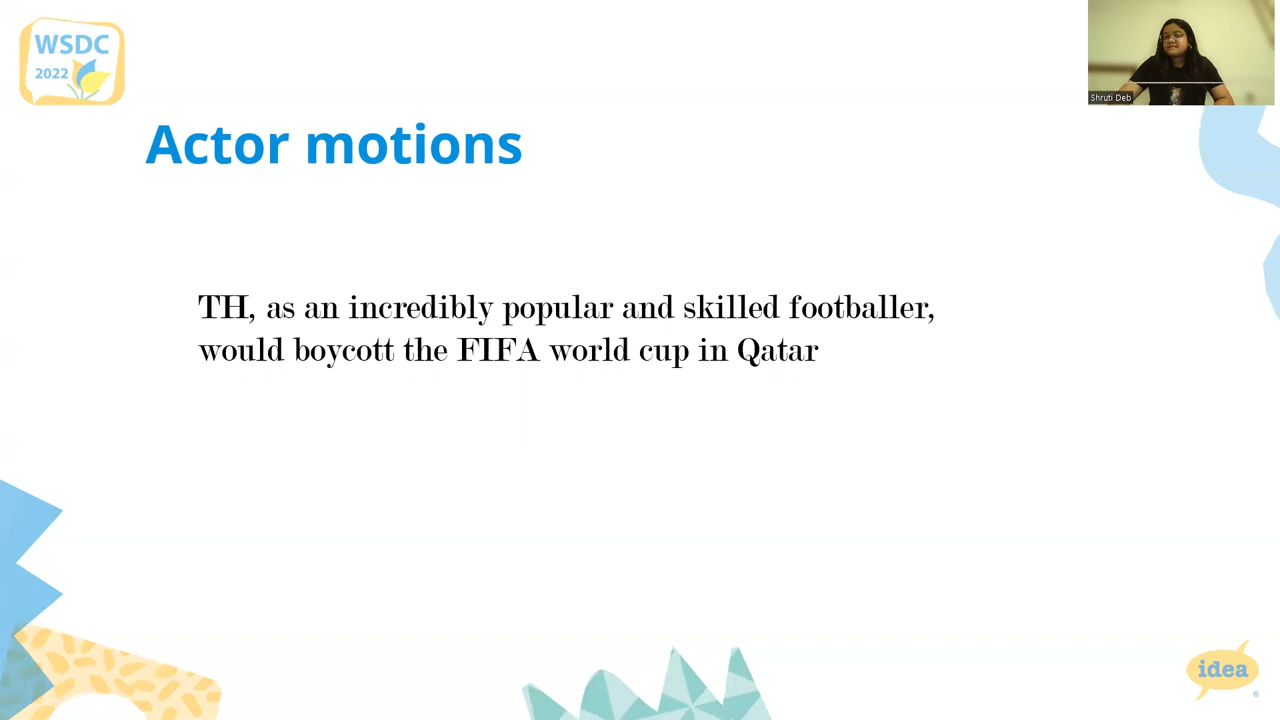 WSDC
2022
Shruti Deb
Actor motions
TH, as an incredibly popular and skilled footballer,
would boycott the FIFA world cup in Qatar
idea
®